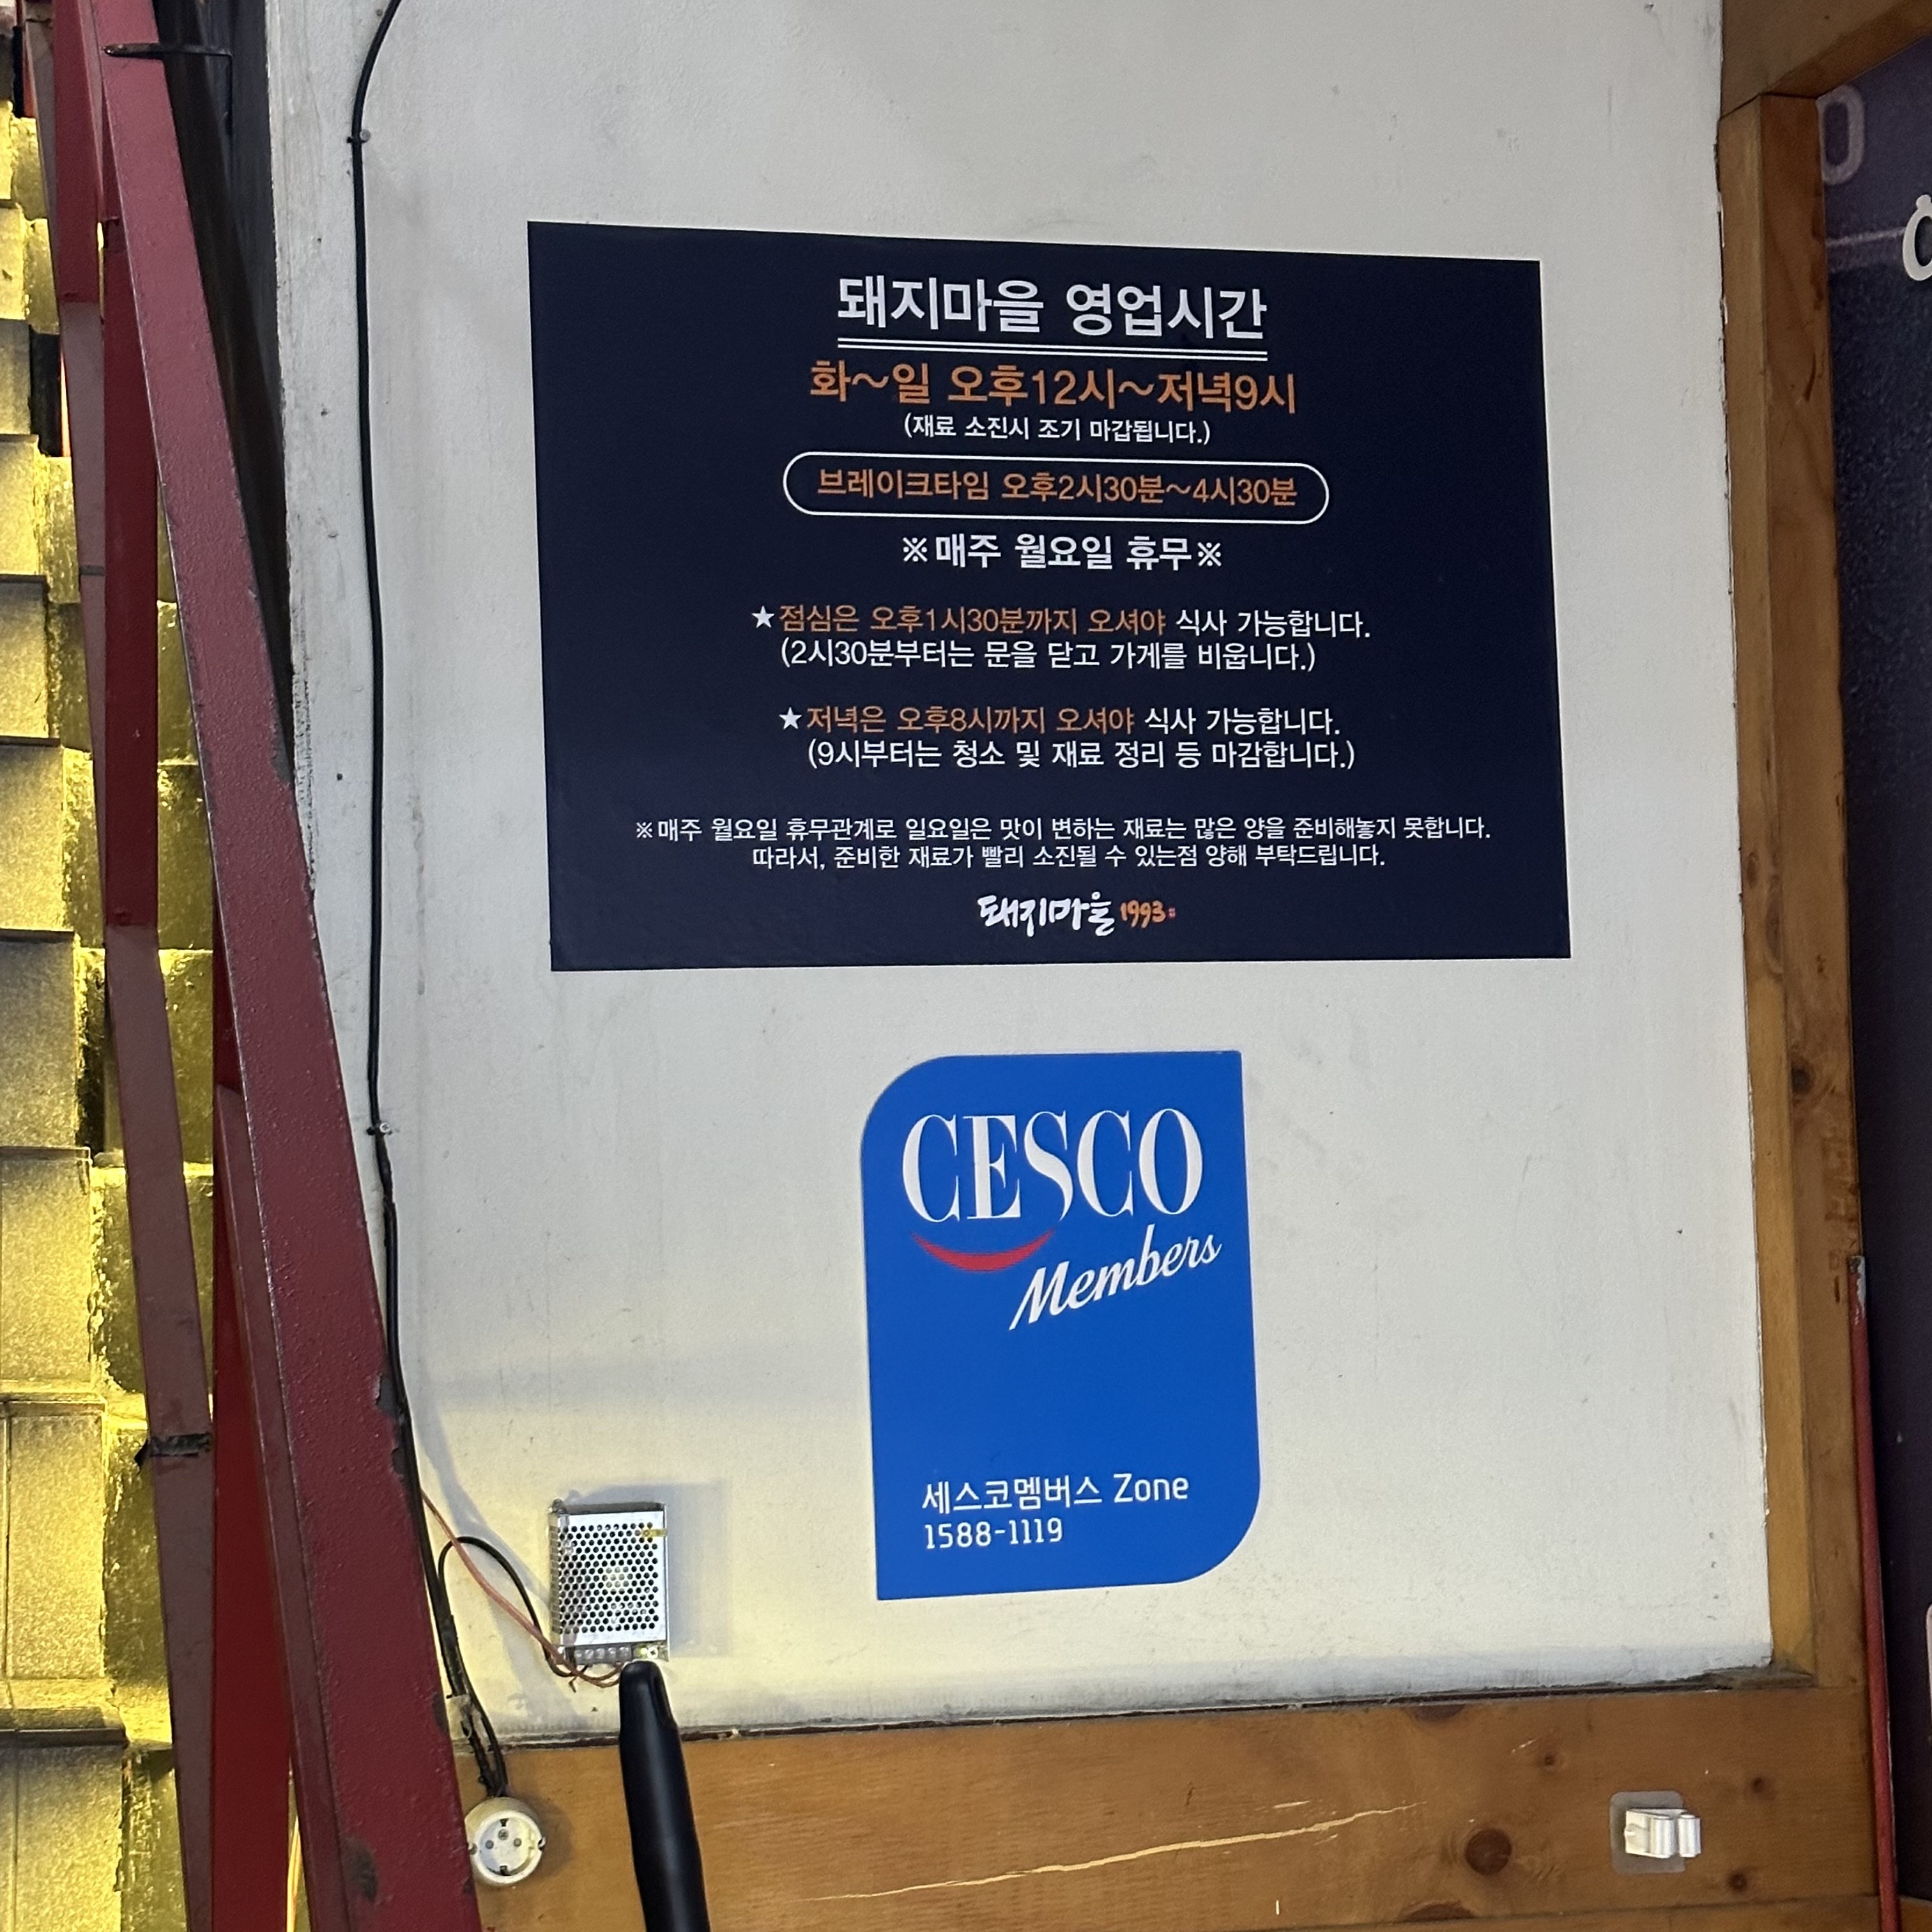 돼지마을 영업시간
화~일 오후12시~저녁9시
(재료 소진시 조기 마갑됩니다.)
브레이크타임 오후2시30분~4시30분
※매주 월요일 휴무※
★점심은 오후1시30분까지 오셔야 식사 가능합니다.
(2시30분부터는 문을 닫고 가게를 비웁니다.)
★저녁은 오후8시까지 오셔야 식사 가능합니다.
(9시부터는 청소 및 재료 정리 등 마감합니다.)
※매주 월요일 휴무관계로 일요일은 맛이 변하는 재료는 많은 양을 준비해놓지 못합니다.
따라서, 준비한 재료가 빨리 소진될 수 있는점 양해 부탁드립니다.
돼지마을 1993
CESCO
Members
세스코멤버스 Zone
1588-1119